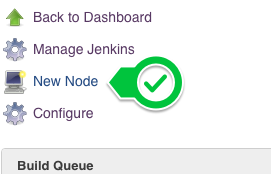 Back to Dashboard
Manage Jenkins
New Node
Configure
Build Queue